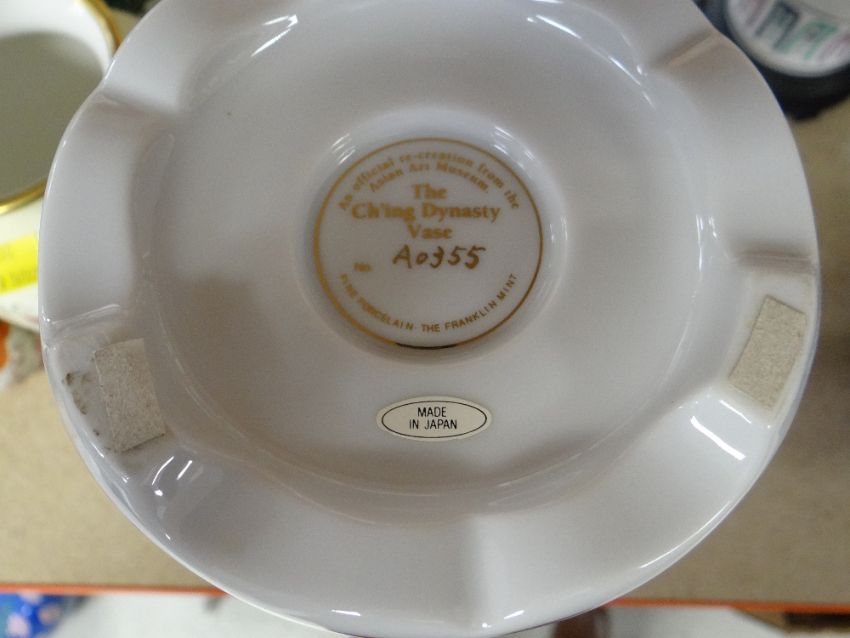 An official re-creation from the
Asian Art Museum.
The
Ch'ing Dynasty
Vase
No. A0355
FINE PORCELAIN · THE FRANKLIN MINT
MADE
IN JAPAN